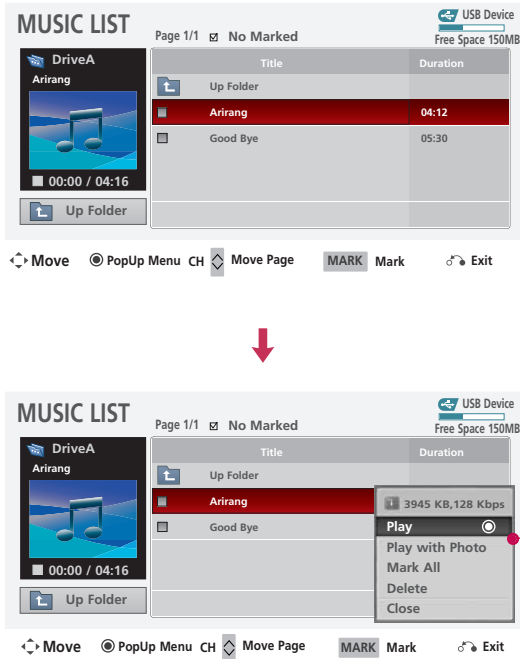 MUSIC LIST
Page 1/1 No Marked
USB Device
Free Space 150MB
DriveA
Arirang
00:00 / 04:16
Up Folder
Title Duration
Up Folder
Arirang 04:12
Good Bye 05:30
Move PopUp Menu CH Move Page MARK Mark Exit
MUSIC LIST
Page 1/1 No Marked
USB Device
Free Space 150MB
DriveA
Arirang
00:00 / 04:16
Up Folder
Title Duration
Up Folder
Arirang
Good Bye
3945 KB,128 Kbps
Play
Play with Photo
Mark All
Delete
Close
Move PopUp Menu CH Move Page MARK Mark Exit